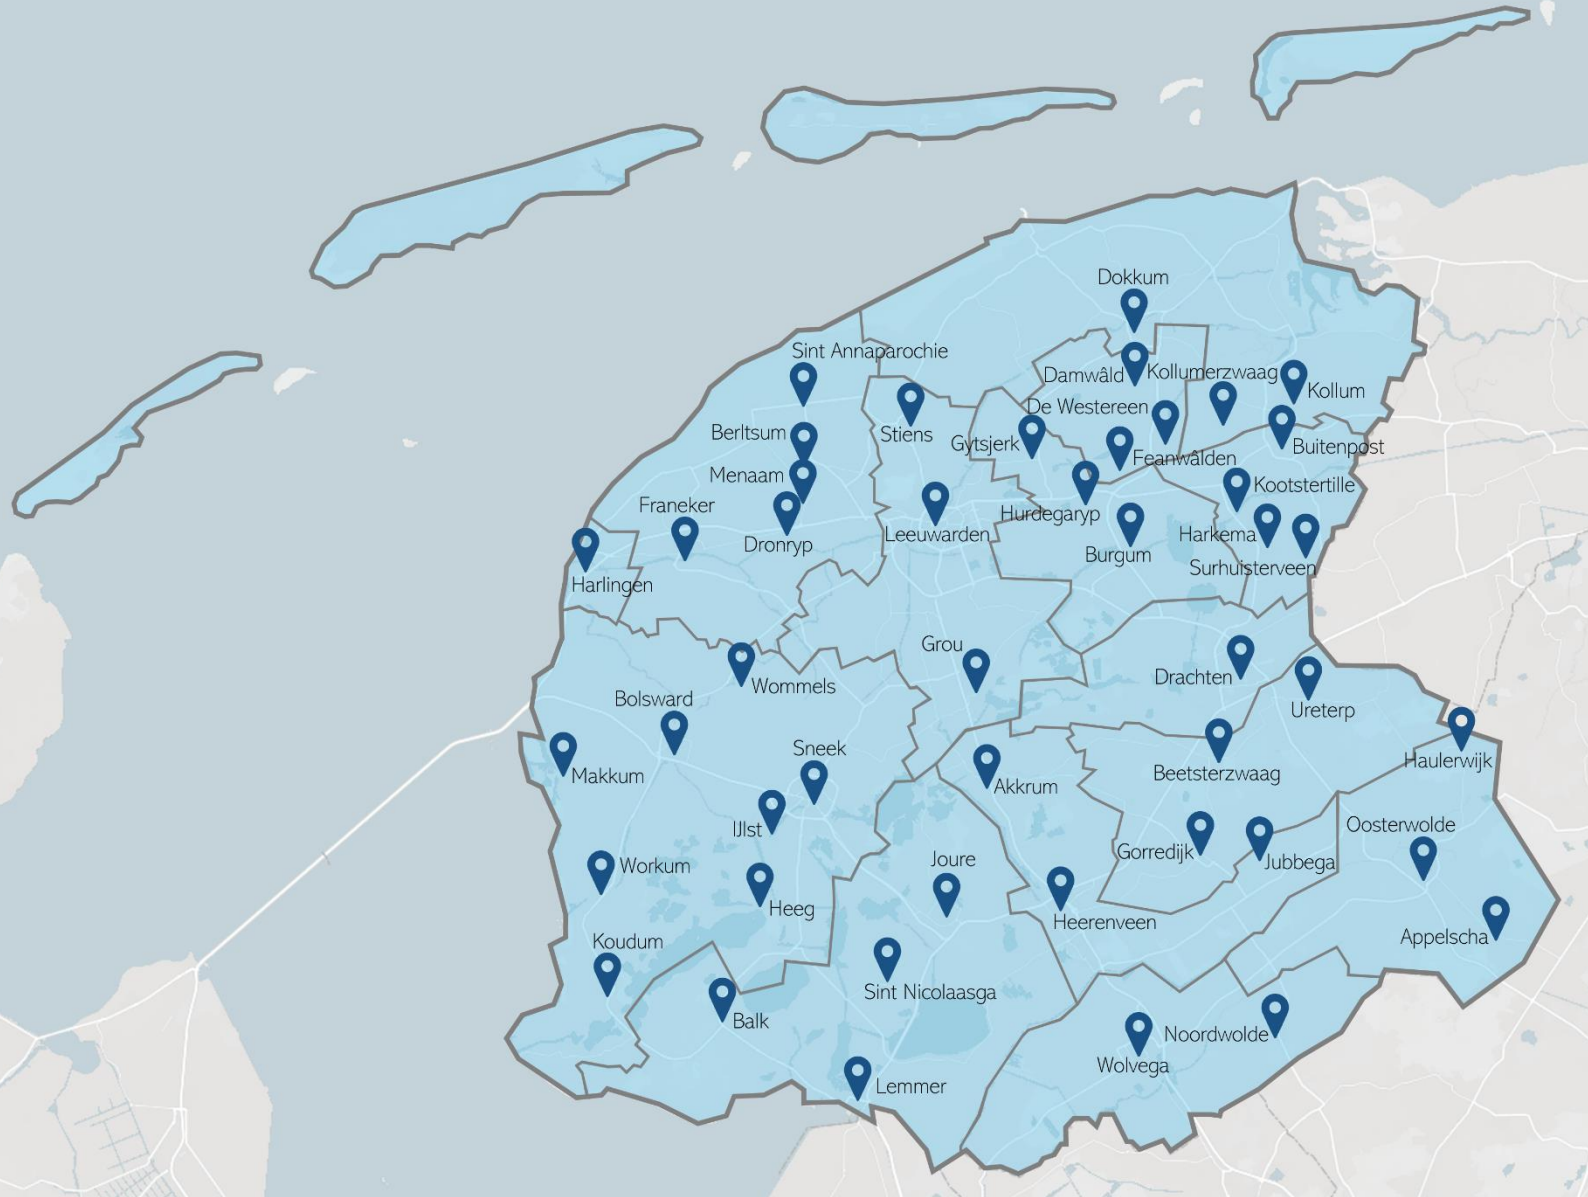 Dokkum
Sint Annaparochie
Damwâld
Kollumerzwaag
Kollum
De Westereen
Berltsum
Stiens
Gytsjerk
Buitenpost
Feanwâlden
Menaam
Kootstertille
Franeker
Hurdegaryp
Leeuwarden
Harkema
Dronryp
Burgum
Surhuisterveen
Harlingen
Grou
Drachten
Wommels
Bolsward
Ureterp
Sneek
Haulerwijk
Makkum
Beetsterzwaag
Akkrum
Oosterwolde
IJlst
Gorredijk
Joure
Jubbega
Workum
Heeg
Heerenveen
Appelscha
Koudum
Sint Nicolaasga
Balk
Noordwolde
Wolvega
Lemmer